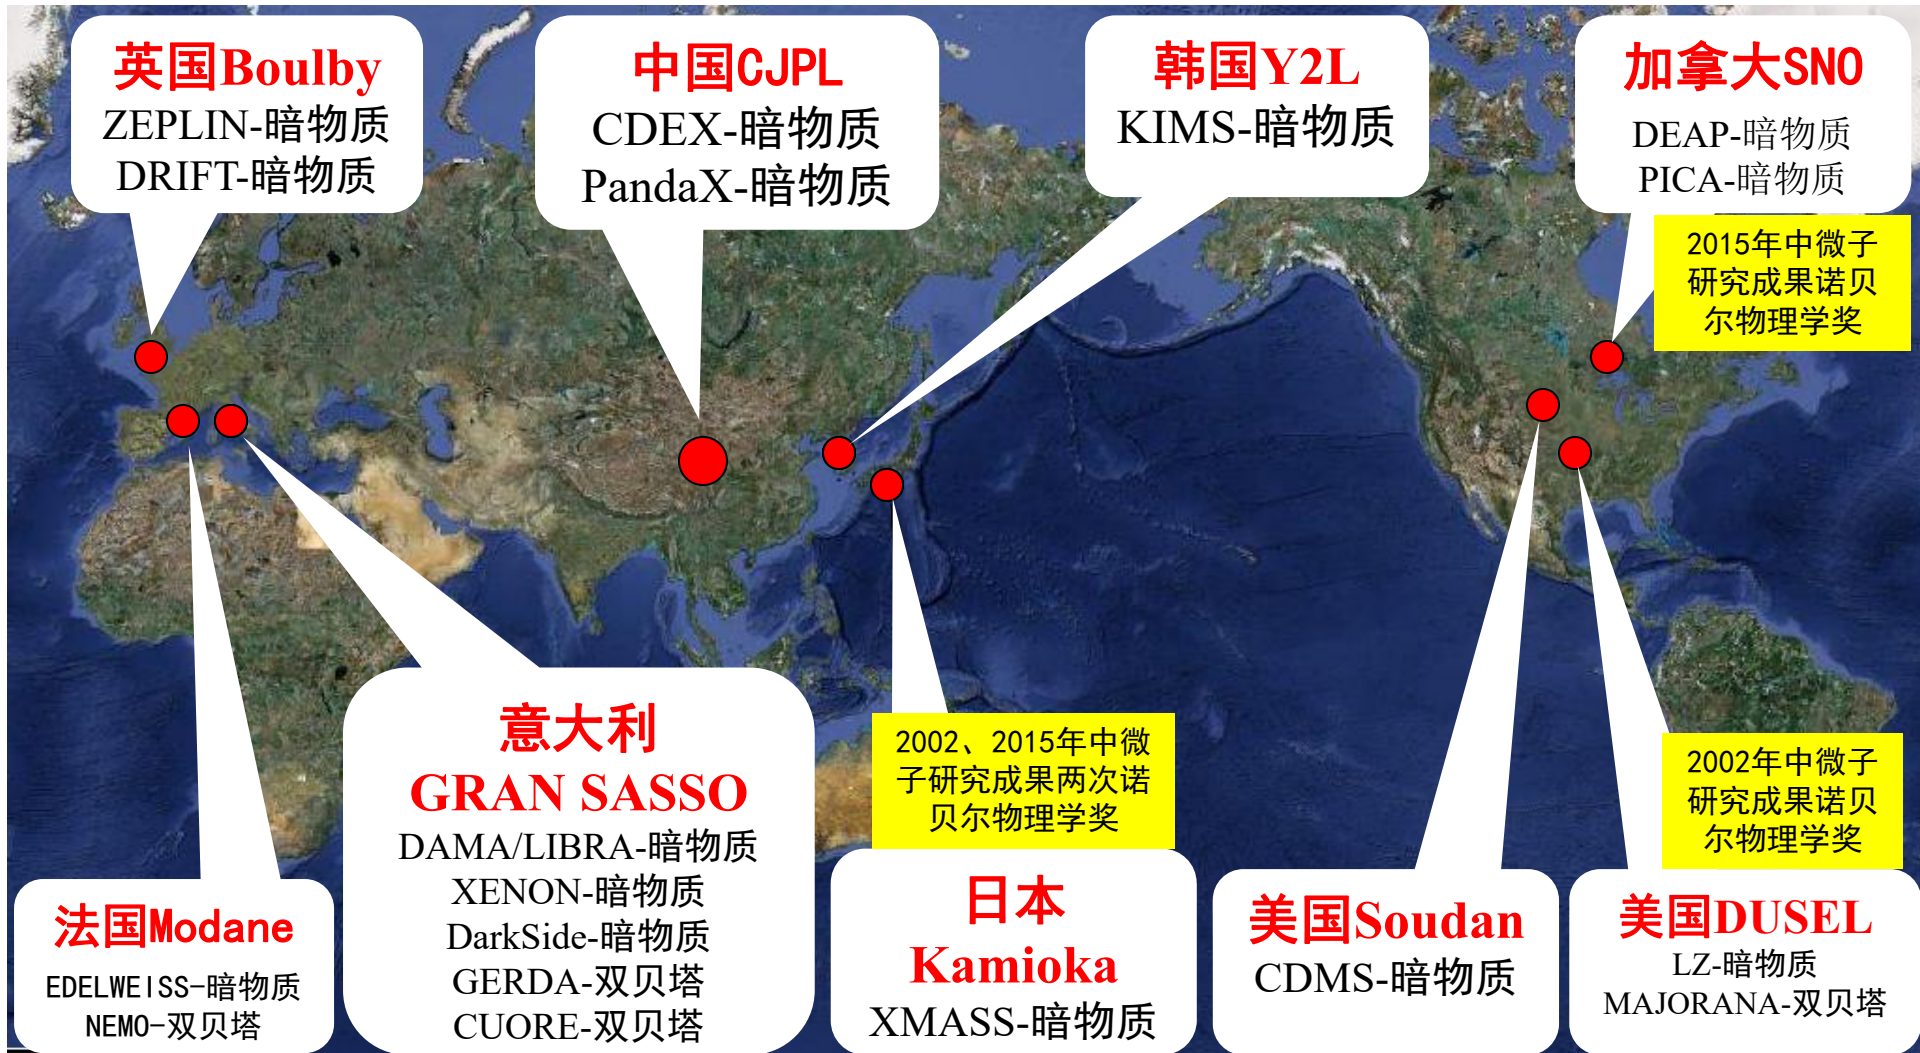 英国Boulby
ZEPLIN-暗物质
DRIFT-暗物质
中国CJPL
CDEX-暗物质
PandaX-暗物质
韩国Y2L
KIMS-暗物质
加拿大SNO
DEAP-暗物质
PICA-暗物质
2015年中微子
研究成果诺贝
尔物理学奖
法国Modane
EDELWEISS-暗物质
NEMO-双贝塔
意大利
GRAN SASSO
DAMA/LIBRA-暗物质
XENON-暗物质
DarkSide-暗物质
GERDA-双贝塔
CUORE-双贝塔
2002、2015年中微
子研究成果两次诺
贝尔物理学奖
日本
Kamioka
XMASS-暗物质
美国Soudan
CDMS-暗物质
2002年中微子
研究成果诺贝
尔物理学奖
美国DUSEL
LZ-暗物质
MAJORANA-双贝塔